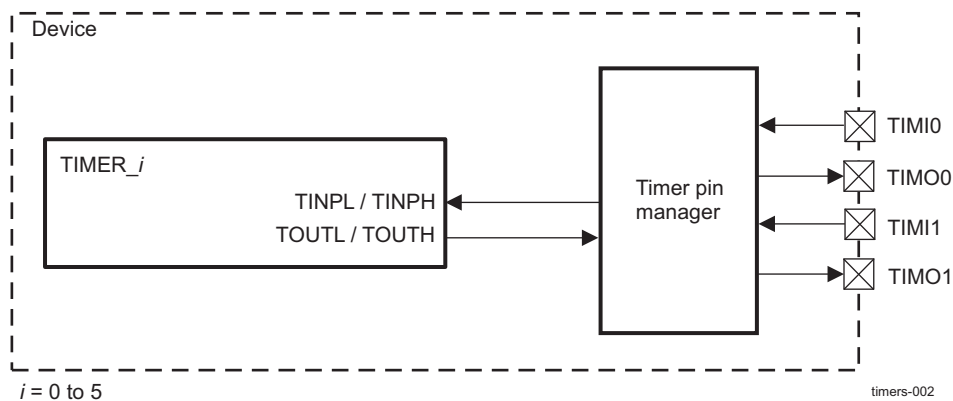 Device
TIMER_i
TINPL / TINPH
TOUTL / TOUTH
Timer pin
manager
TIMI0
TIMO0
TIMI1
TIMO1
i = 0 to 5
timers-002